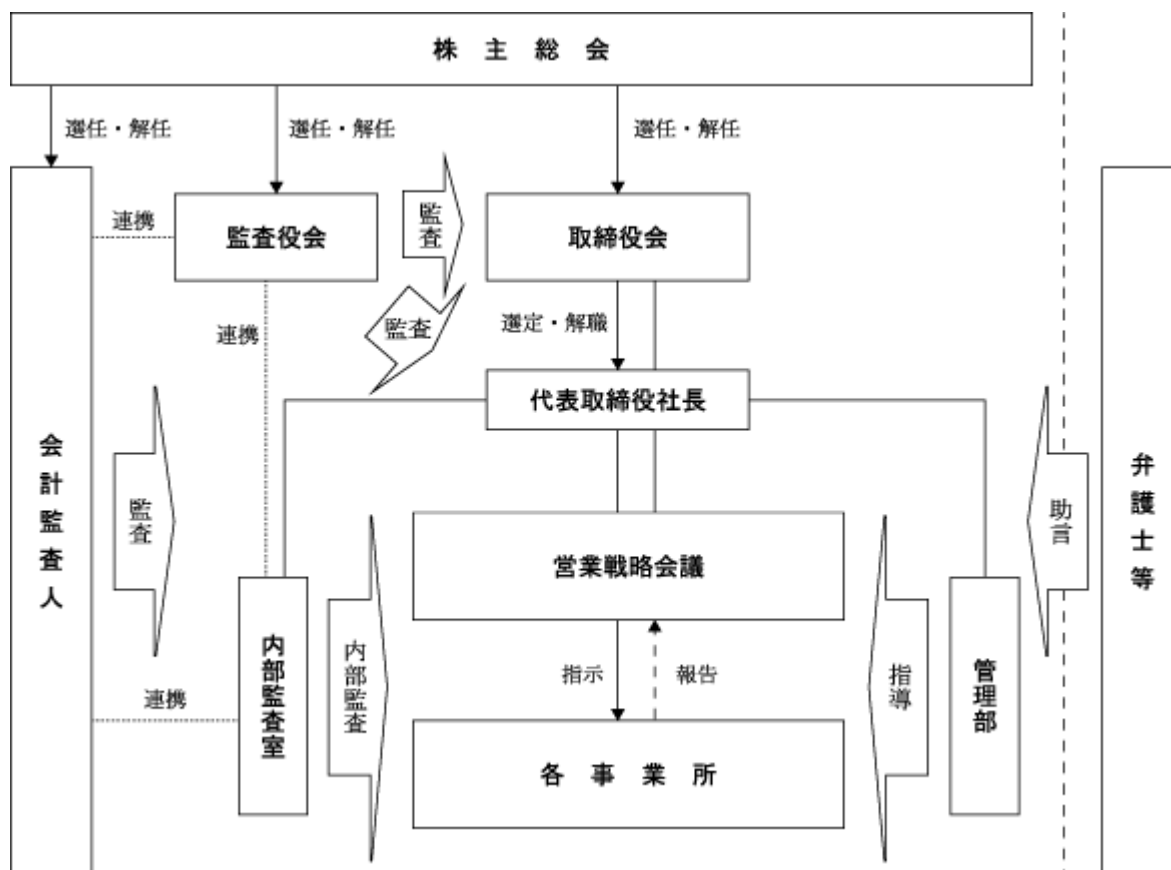 株主総会
選任・解任
選任・解任
選任・解任
連携
監査役会
監査
取締役会
連携
監査
選定・解職
代表取締役社長
会計監査人
監査
営業戦略会議
助言
弁護士等
内部監査室
内部監査
指示
報告
指導
管理部
連携
各事業所